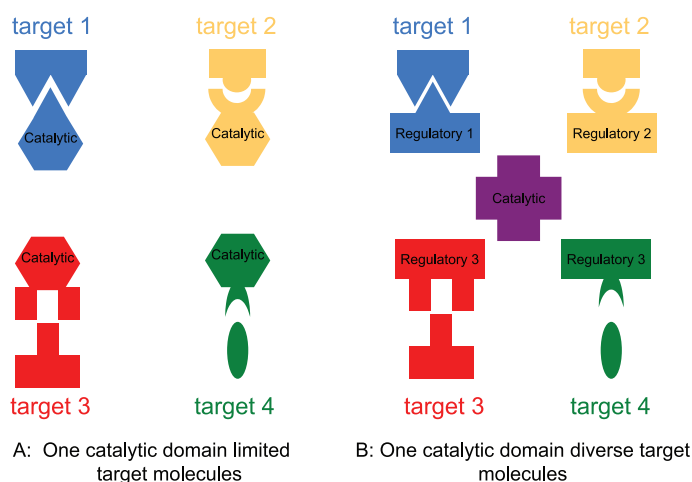 target 1
target 2
Catalytic
Catalytic
Catalytic
Catalytic
target 3
target 4
A: One catalytic domain limited
target molecules
target 1
target 2
Regulatory 1
Regulatory 2
Catalytic
Regulatory 3
Regulatory 3
target 3
target 4
B: One catalytic domain diverse target
molecules